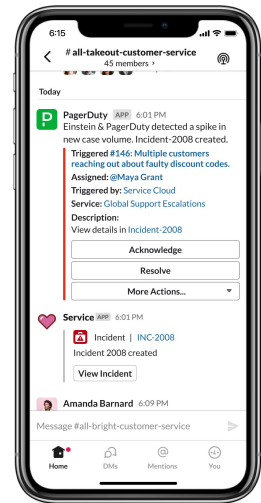 6:15
# all-takeout-customer-service
45 members >
Today
PagerDuty APP 6:01 PM
Einstein & PagerDuty detected a spike in
new case volume. Incident-2008 created.
Triggered #146: Multiple customers
reaching out about faulty discount codes.
Assigned: @Maya Grant
Triggered by: Service Cloud
Service: Global Support Escalations
Description:
View details in Incident-2008
Acknowledge
Resolve
More Actions...
Service APP 6:01 PM
Incident | INC-2008
Incident 2008 created
View Incident
Amanda Barnard 6:09 PM
Message #all-bright-customer-service
Home DMs Mentions You